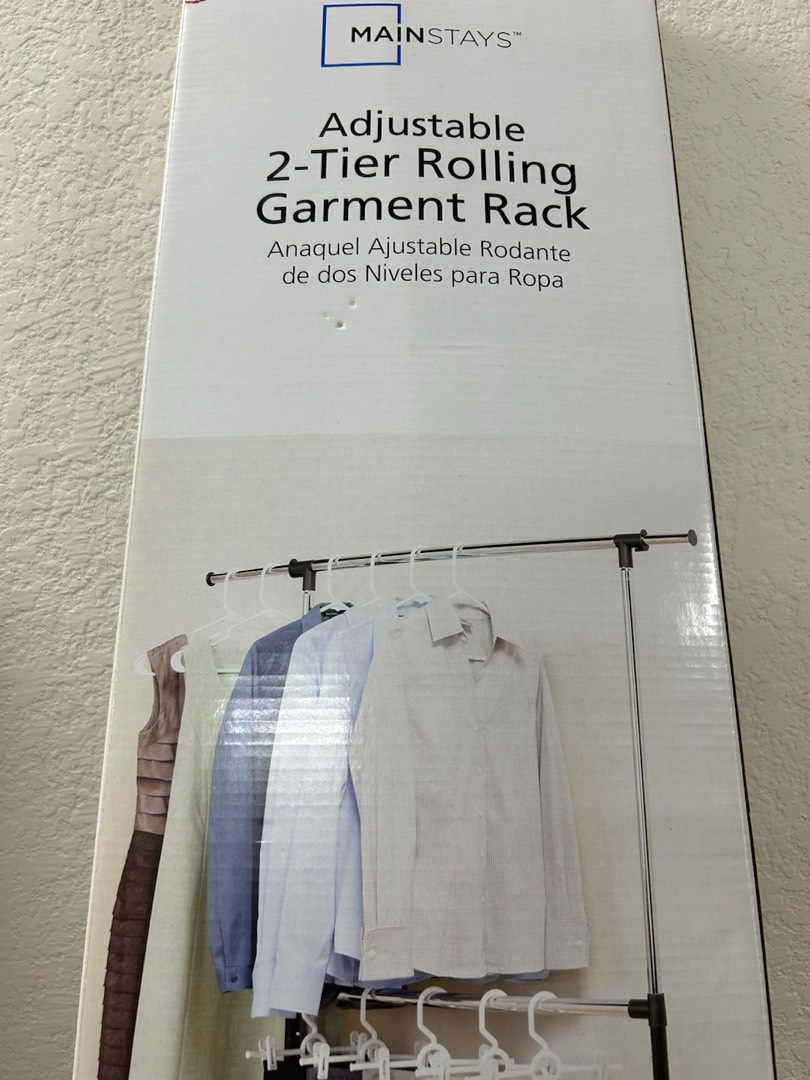 MAINSTAYS™
Adjustable
2-Tier Rolling
Garment Rack
Anaquel Ajustable Rodante
de dos Niveles para Ropa